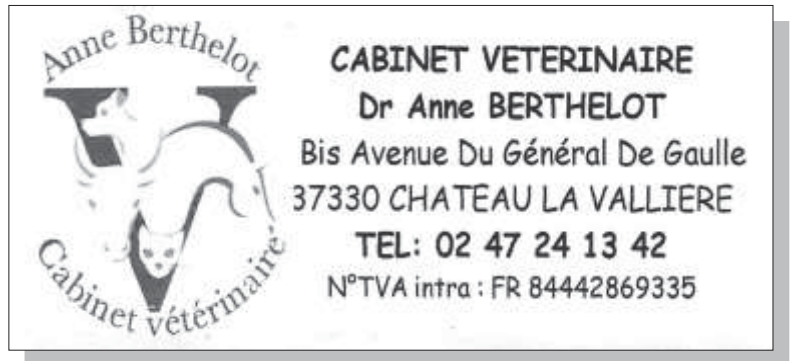 Anne Berthelot
Cabinet vétérinaire
CABINET VETERINAIRE
Dr Anne BERTHELOT
Bis Avenue Du Général De Gaulle
37330 CHATEAU LA VALLIERE
TEL: 02 47 24 13 42
N°TVA intra : FR 84442869335